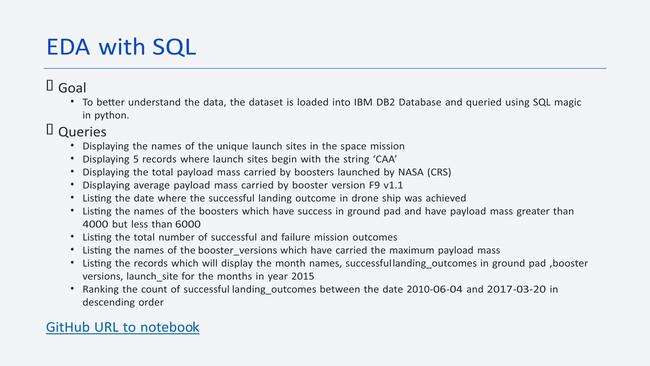 EDA with SQL
Goal
• To better understand the data, the dataset is loaded into IBM DB2 Database and queried using SQL magic
in python.
Queries
• Displaying the names of the unique launch sites in the space mission
• Displaying 5 records where launch sites begin with the string ‘CAA’
• Displaying the total payload mass carried by boosters launched by NASA (CRS)
• Displaying average payload mass carried by booster version F9 v1.1
• Listing the date where the successful landing outcome in drone ship was achieved
• Listing the names of the boosters which have success in ground pad and have payload mass greater than
4000 but less than 6000
• Listing the total number of successful and failure mission outcomes
• Listing the names of the booster_versions which have carried the maximum payload mass
• Listing the records which will display the month names, successfullanding_outcomes in ground pad ,booster
versions, launch_site for the months in year 2015
• Ranking the count of successful landing_outcomes between the date 2010-06-04 and 2017-03-20 in
descending order
GitHub URL to notebook